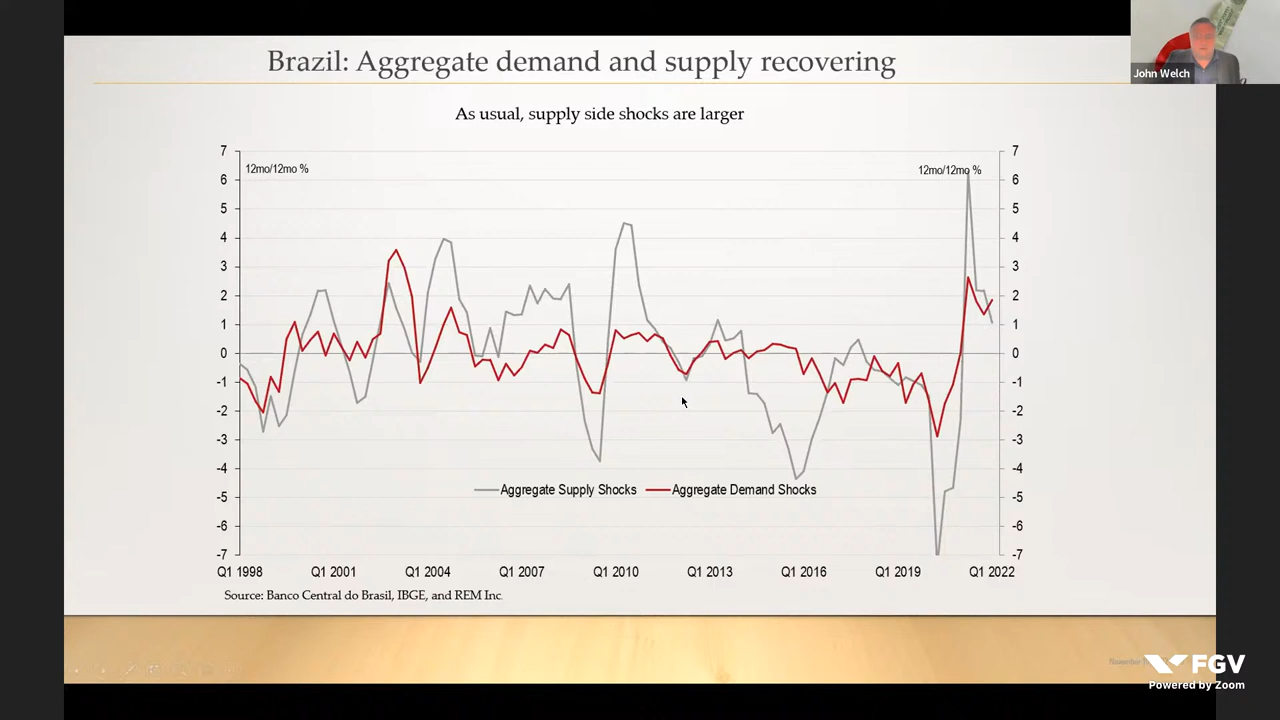 Brazil: Aggregate demand and supply recovering
John Welch
As usual, supply side shocks are larger
7 7
12mo/12mo % 12mo/12mo %
6 6
5 5
4 4
3 3
2 2
1 1
0 0
-1 -1
-2 -2
-3 -3
-4 -4
Aggregate Supply Shocks Aggregate Demand Shocks
-5 -5
-6 -6
-7 -7
Q1 1998 Q1 2001 Q1 2004 Q1 2007 Q1 2010 Q1 2013 Q1 2016 Q1 2019 Q1 2022
Source: Banco Central do Brasil, IBGE, and REM Inc.
November
FGV
Powered by Zoom